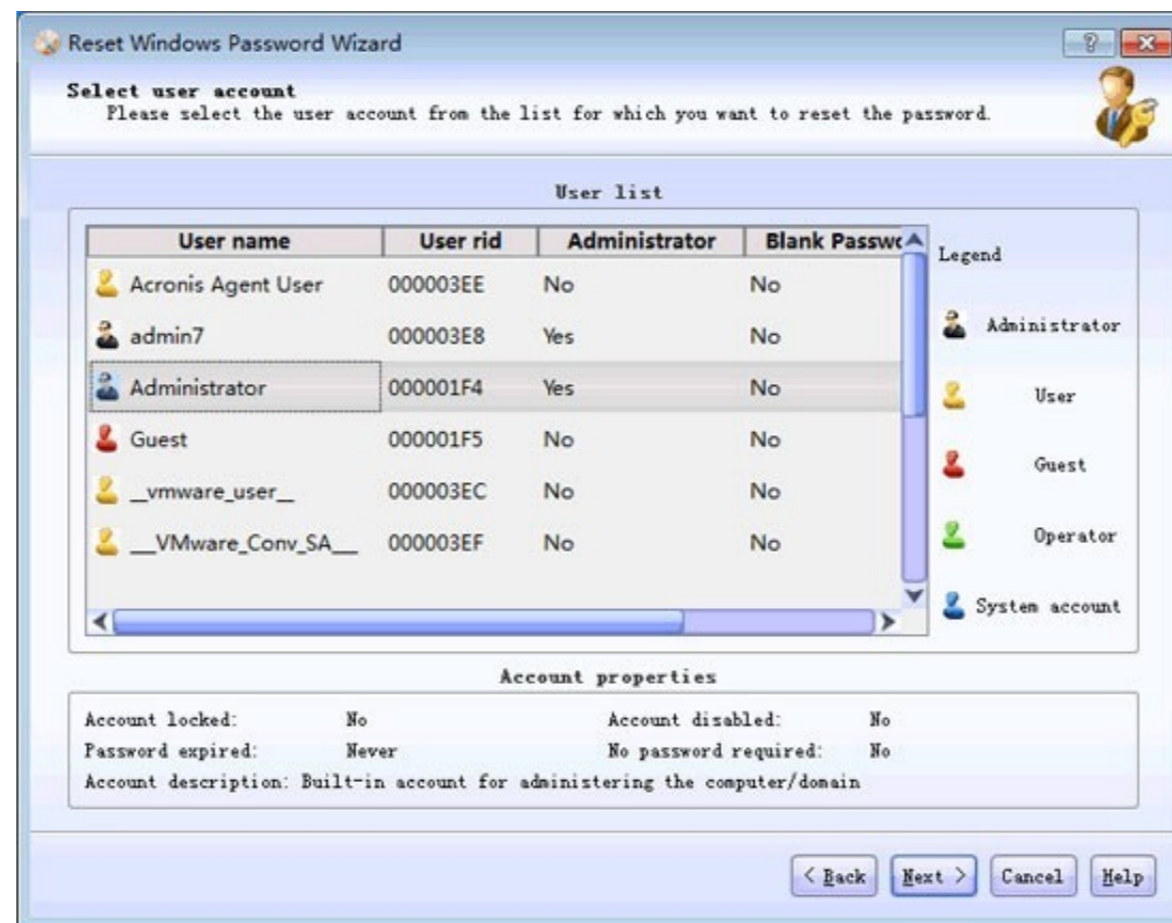 Reset Windows Password Wizard
Select user account
Please select the user account from the list for which you want to reset the password.
User list
User name User rid Administrator Blank Passwo
Acronis Agent User 000003EE No No
admin7 000003E8 Yes No
Administrator 000001F4 Yes No
Guest 000001F5 No No
__vmware_user__ 000003EC No No
__VMware_Conv_SA__ 000003EF No No
Legend
Administrator
User
Guest
Operator
System account
Account properties
Account locked: No Account disabled: No
Password expired: Never No password required: No
Account description: Built-in account for administering the computer/domain
< Back Next > Cancel Help